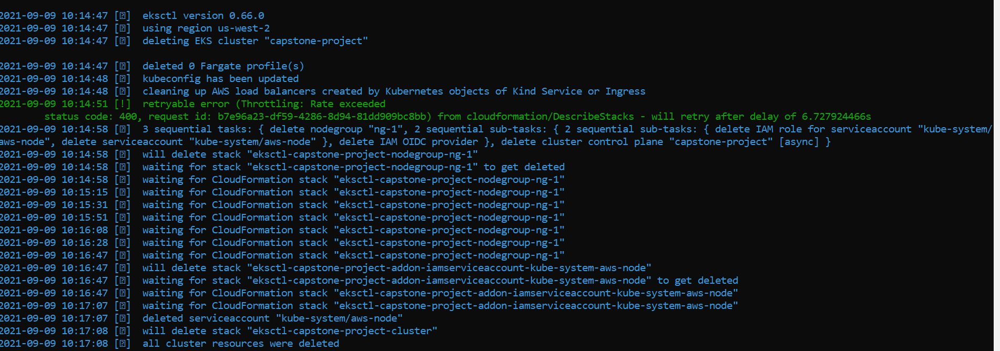 2021-09-09 10:14:47 [⍰]  eksctl version 0.66.0
2021-09-09 10:14:47 [⍰]  using region us-west-2
2021-09-09 10:14:47 [⍰]  deleting EKS cluster "capstone-project"
2021-09-09 10:14:47 [⍰]  deleted 0 Fargate profile(s)
2021-09-09 10:14:48 [⍰]  kubeconfig has been updated
2021-09-09 10:14:48 [⍰]  cleaning up AWS load balancers created by Kubernetes objects of Kind Service or Ingress
2021-09-09 10:14:51 [!]  retryable error (Throttling: Rate exceeded
status code: 400, request id: b7e96a23-df59-4286-8d94-81dd909bc8bb) from cloudformation/DescribeStacks - will retry after delay of 6.727924466s
2021-09-09 10:14:58 [⍰]  3 sequential tasks: { delete nodegroup "ng-1", 2 sequential sub-tasks: { 2 sequential sub-tasks: { delete IAM role for serviceaccount "kube-system/
aws-node", delete serviceaccount "kube-system/aws-node" }, delete IAM OIDC provider }, delete cluster control plane "capstone-project" [async] }
2021-09-09 10:14:58 [⍰]  will delete stack "eksctl-capstone-project-nodegroup-ng-1"
2021-09-09 10:14:58 [⍰]  waiting for stack "eksctl-capstone-project-nodegroup-ng-1" to get deleted
2021-09-09 10:14:58 [⍰]  waiting for CloudFormation stack "eksctl-capstone-project-nodegroup-ng-1"
2021-09-09 10:15:15 [⍰]  waiting for CloudFormation stack "eksctl-capstone-project-nodegroup-ng-1"
2021-09-09 10:15:31 [⍰]  waiting for CloudFormation stack "eksctl-capstone-project-nodegroup-ng-1"
2021-09-09 10:15:51 [⍰]  waiting for CloudFormation stack "eksctl-capstone-project-nodegroup-ng-1"
2021-09-09 10:16:08 [⍰]  waiting for CloudFormation stack "eksctl-capstone-project-nodegroup-ng-1"
2021-09-09 10:16:28 [⍰]  waiting for CloudFormation stack "eksctl-capstone-project-nodegroup-ng-1"
2021-09-09 10:16:47 [⍰]  waiting for CloudFormation stack "eksctl-capstone-project-nodegroup-ng-1"
2021-09-09 10:16:47 [⍰]  will delete stack "eksctl-capstone-project-addon-iamserviceaccount-kube-system-aws-node"
2021-09-09 10:16:47 [⍰]  waiting for stack "eksctl-capstone-project-addon-iamserviceaccount-kube-system-aws-node" to get deleted
2021-09-09 10:16:47 [⍰]  waiting for CloudFormation stack "eksctl-capstone-project-addon-iamserviceaccount-kube-system-aws-node"
2021-09-09 10:17:07 [⍰]  waiting for CloudFormation stack "eksctl-capstone-project-addon-iamserviceaccount-kube-system-aws-node"
2021-09-09 10:17:07 [⍰]  deleted serviceaccount "kube-system/aws-node"
2021-09-09 10:17:08 [⍰]  will delete stack "eksctl-capstone-project-cluster"
2021-09-09 10:17:08 [⍰]  all cluster resources were deleted